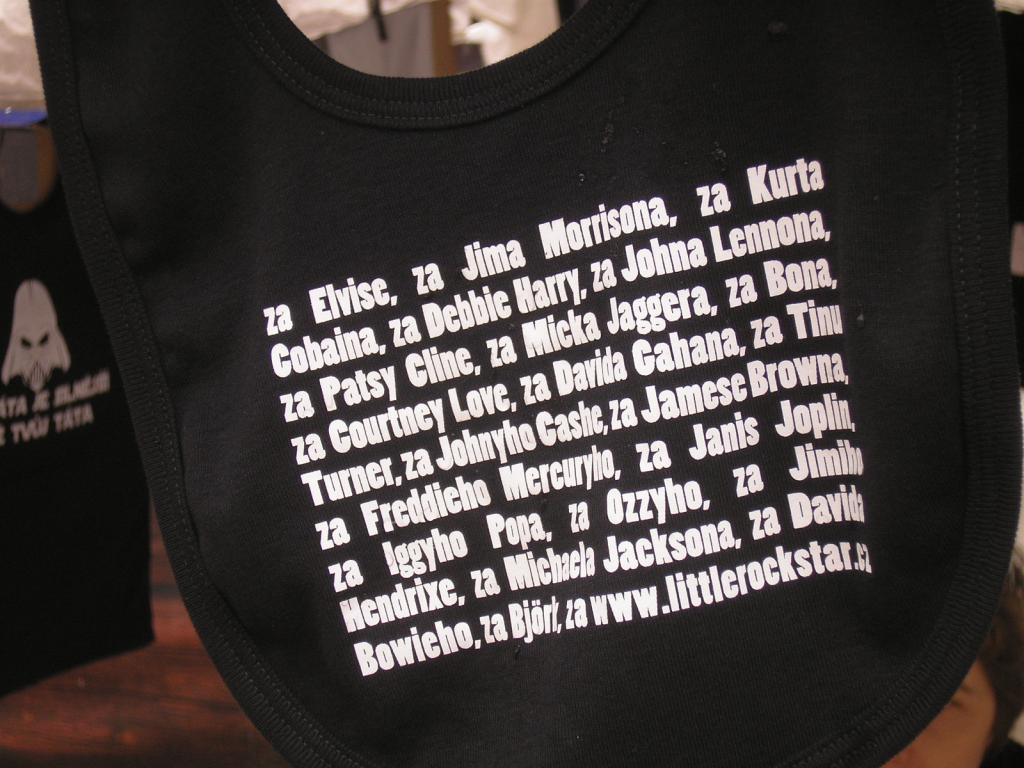 za Elvise, za Jima Morrisona, za Kurta
Cobaina, za Debbie Harry, za Johna Lennona,
za Patsy Cline, za Micka Jaggera, za Bona,
za Courtney Love, za Davida Gahana, za Tinu
Turner, za Johnyho Cashe, za Jamese Browna,
za Freddieho Mercuryho, za Janis Joplin,
za Iggyho Popa, za Ozzyho, za Jimiho
Hendrixe, za Michaela Jacksona, za Davida
Bowieho, za Björk, za www.littlerockstar.cz
TVŮJ TÁTA